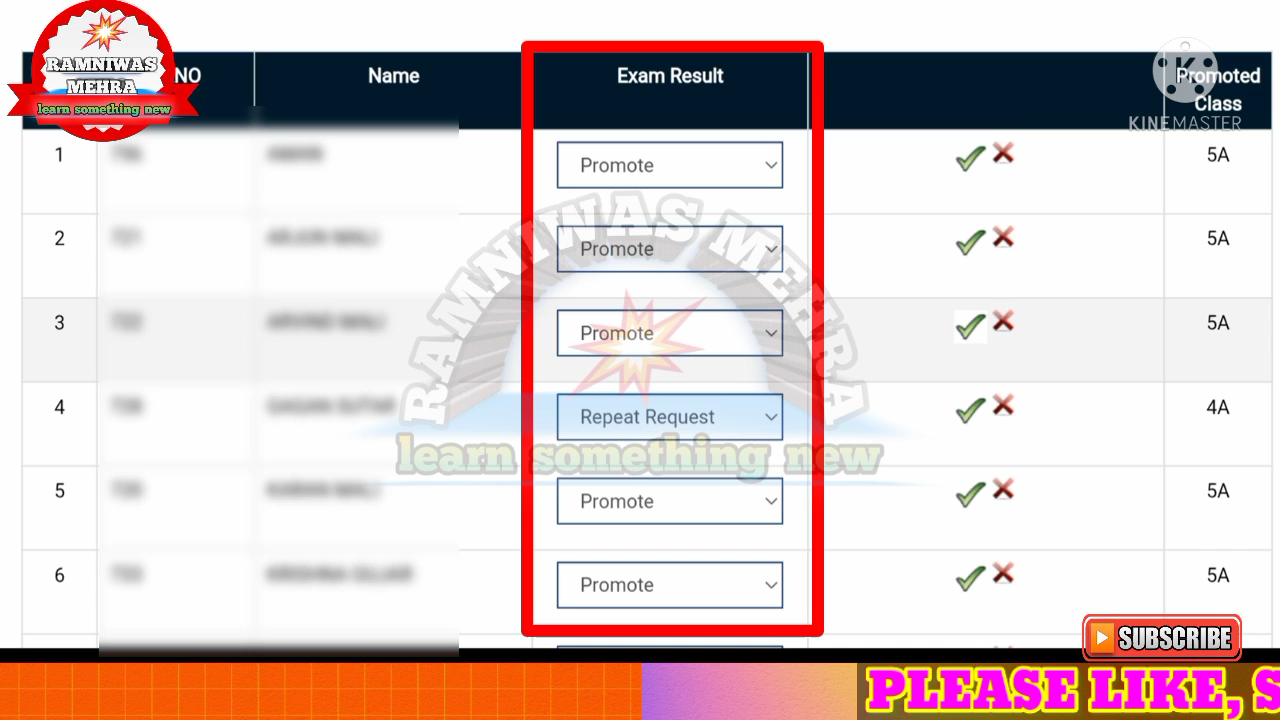 RAMNIWAS
MEHRA
learn something new
NO
Name
Exam Result
Promoted
Class
KINEMASTER
1
Promote
5A
2
Promote
5A
3
Promote
5A
4
Repeat Request
4A
5
Promote
5A
6
Promote
5A
RAMNIWAS MEHRA
learn something new
SUBSCRIBE
PLEASE LIKE, S